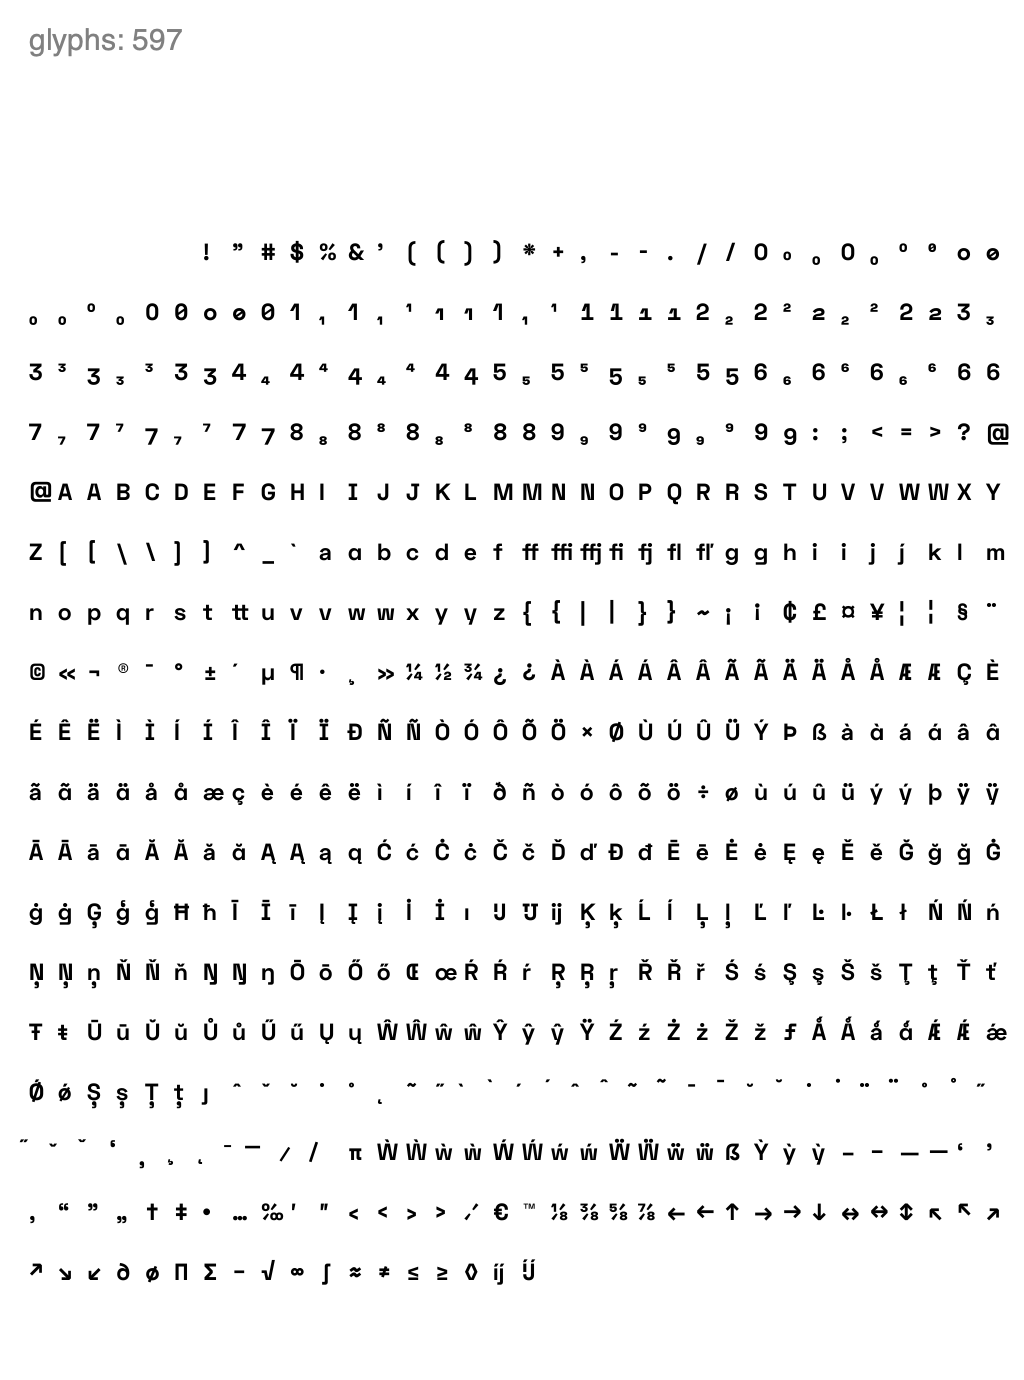 glyphs: 597
! ” # $ % & ’ ( ( ) ) * + , - - . / / 0 ₀ ₀ 0 ₀ ⁰ ⁰ o ø
₀ ₀ ⁰ ₀ 0 0 o ø 0 1 ₁ 1 ₁ ¹ 1 1 1 ₁ ¹ 1 1 1 1 2 ₂ 2 ² 2 ₂ ² 2 2 3 ₃
3 ³ 3 ₃ ³ 3 3 4 ₄ 4 ⁴ 4 ₄ ⁴ 4 4 5 ₅ 5 ⁵ 5 ₅ ⁵ 5 5 6 ₆ 6 ⁶ 6 ₆ ⁶ 6 6
7 ₇ 7 ⁷ 7 ₇ ⁷ 7 7 8 ₈ 8 ⁸ 8 ₈ ⁸ 8 8 9 ₉ 9 ⁹ 9 ₉ ⁹ 9 9 : ; < = > ? @
@ A A B C D E F G H I I J J K L M M N N O P Q R R S T U V V W W X Y
Z [ [ \ \ ] ] ^ _ ` a ɑ b c d e f ff ffi ffj fi fj fl fľ g g h i i j j́ k l m
n o p q r s t tt u v v w w x y y z { { | | } } ~ ¡ ¡ ₵ £ ¤ ¥ ¦ ¦ § ¨
© « ¬ ® ¯ ° ± ´ µ ¶ · ¸ » ¼ ½ ¾ ¿ ¿ À À Á Á Â Â Ã Ã Ä Ä Å Å Æ Æ Ç È
É Ê Ë Ì Ì Í Í Î Î Ï Ï Ð Ñ Ñ Ò Ó Ô Õ Ö × Ø Ù Ú Û Ü Ý Þ ß à ɑ̀ á ɑ́ â ɑ̂
ã ɑ̃ ä ɑ̈ å ɑ̊ æ ç è é ê ë ì í î ï ð ñ ò ó ô õ ö ÷ ø ù ú û ü ý ý þ ÿ ÿ
Ā Ā ā ɑ̄ Ă Ă ă ɑ̆ Ą Ą ą ɑ̨ Ć ć Ċ ċ Č č Ď ď Đ đ Ē ē Ė ė Ę ę Ě ě Ğ ğ ğ Ġ
ġ ġ Ģ ģ ģ Ħ ħ Ī Ī ī Į Į į İ İ ı Ĳ Ĳ ĳ Ķ ķ Ĺ ĺ Ļ ļ Ľ ľ Ŀ ŀ Ł ł Ń Ń ń
Ņ Ņ ņ Ň Ň ň Ŋ Ŋ ŋ Ō ō Ő ő Œ œ Ŕ Ŕ ŕ Ŗ Ŗ ŗ Ř Ř ř Ś ś Ş ş Š š Ţ ţ Ť ť
Ŧ ŧ Ū ū Ŭ ŭ Ů ů Ű ű Ų ų Ŵ Ŵ ŵ ŵ Ŷ ŷ ŷ Ÿ Ź ź Ż ż Ž ž ƒ Ǻ Ǻ ǻ ɑ̊́ Ǽ Ǽ ǽ
Ǿ ǿ Ș ș Ț ț ȷ ˆ ˇ ˘ ˙ ˚ ˛ ˜ ˝ ̀ ̀ ́ ́ ̂ ̂ ̃ ̃ ̄ ̄ ̆ ̆ ̇ ̇ ̈ ̈ ̊ ̊ ̋
̋ ̌ ̌ ̒ ̦ ̧ ̨ ̵ ̶ ̷ ̸ π Ẁ Ẁ ẁ ẁ Ẃ Ẃ ẃ ẃ Ẅ Ẅ ẅ ẅ ẞ Ỳ ỳ ỳ – – — — ‘ ’
‚ “ ” „ † ‡ • … ‰ ′ ″ ‹ ‹ › › ⁄ € ™ ⅛ ⅜ ⅝ ⅞ ← ← ↑ → → ↓ ↔ ↔ ↕ ↖ ↖ ↗
↗ ↘ ↙ ∂ ø ∏ Σ − √ ∞ ∫ ≈ ≠ ≤ ≥ ◊ íj́ ÍJ́